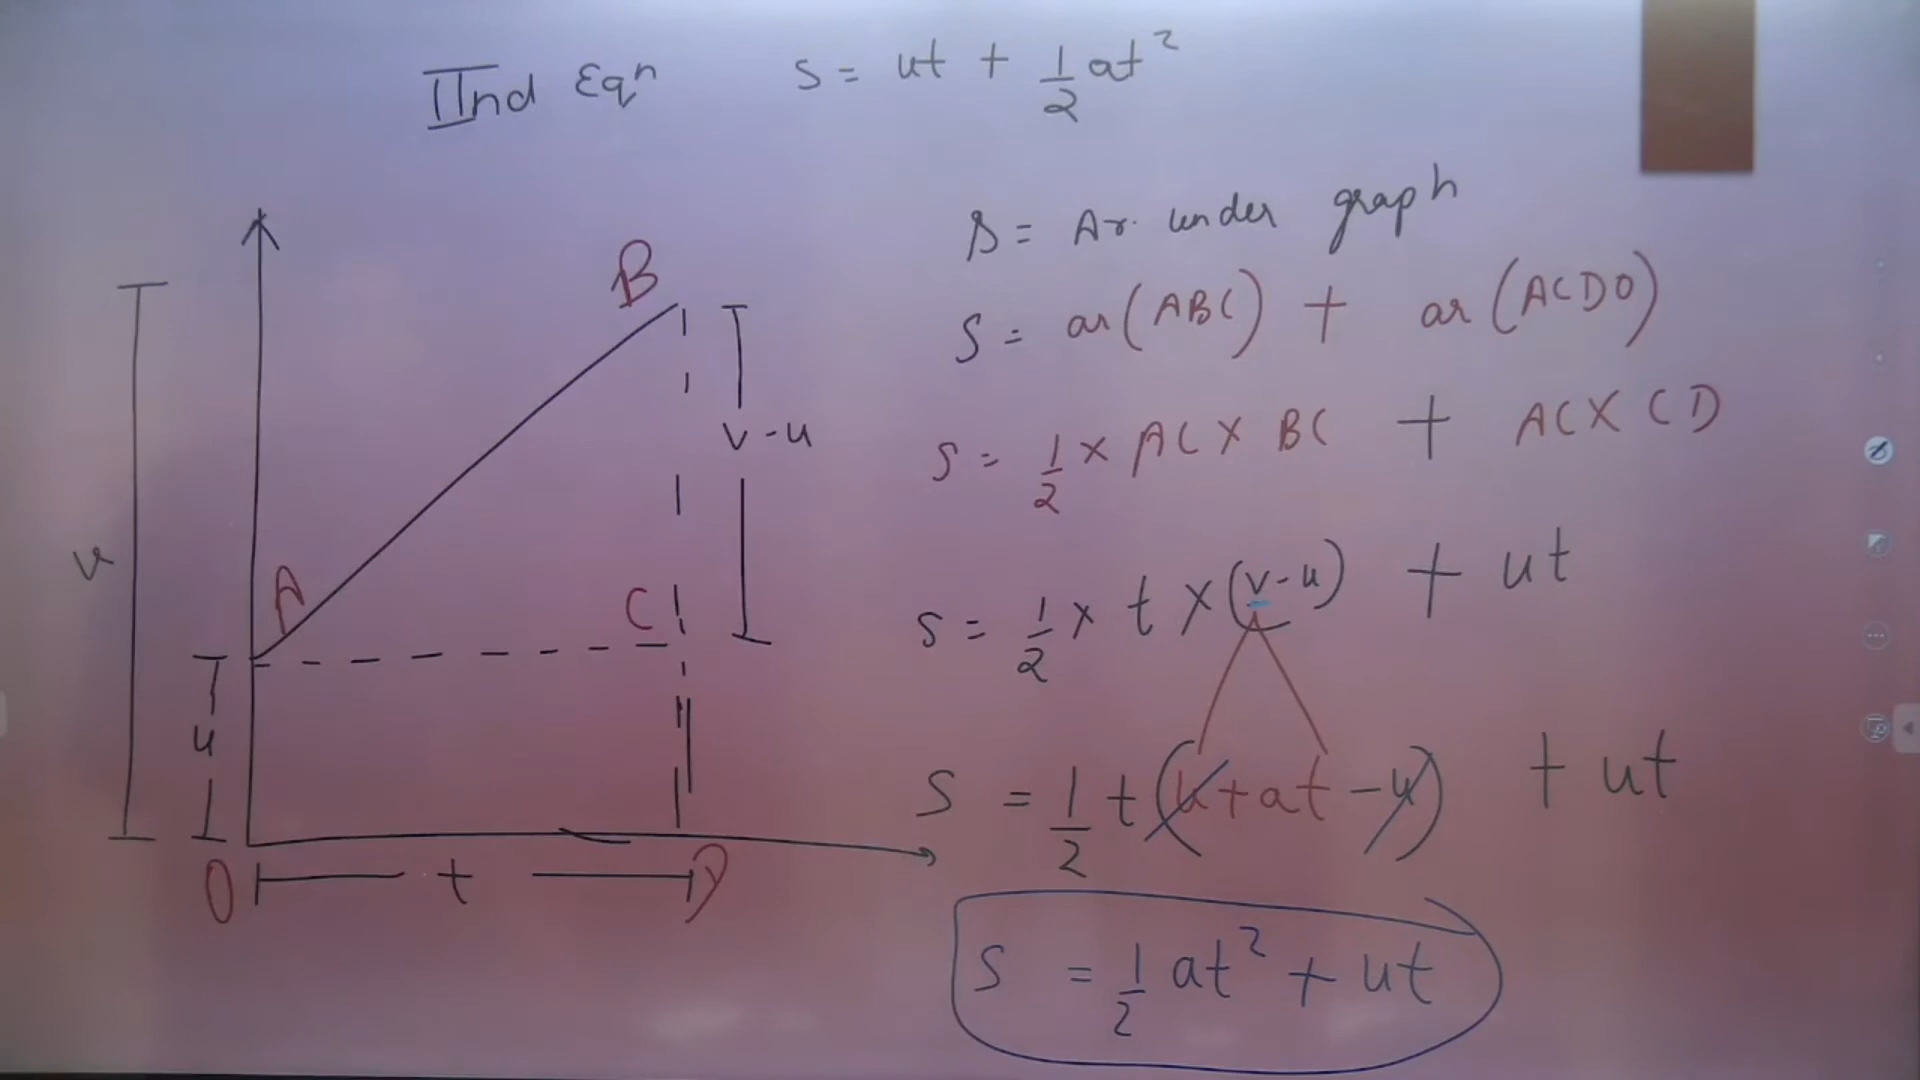 IInd Eqn s = ut + 1/2 at²
S = Ar. under graph
S = ar(ABC) + ar(ACDO)
S = 1/2 × AC × BC + AC × CD
S = 1/2 × t × (v-u) + ut
S = 1/2 t (u+at-u) + ut
S = 1/2 at² + ut
B
v-u
v
A
C
u
O
t
D